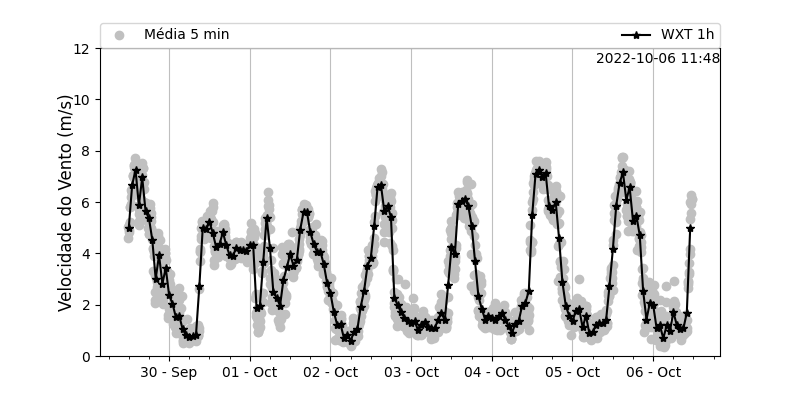 Média 5 min
WXT 1h
2022-10-06 11:48
Velocidade do Vento (m/s)
12
10
8
6
4
2
0
30 - Sep
01 - Oct
02 - Oct
03 - Oct
04 - Oct
05 - Oct
06 - Oct